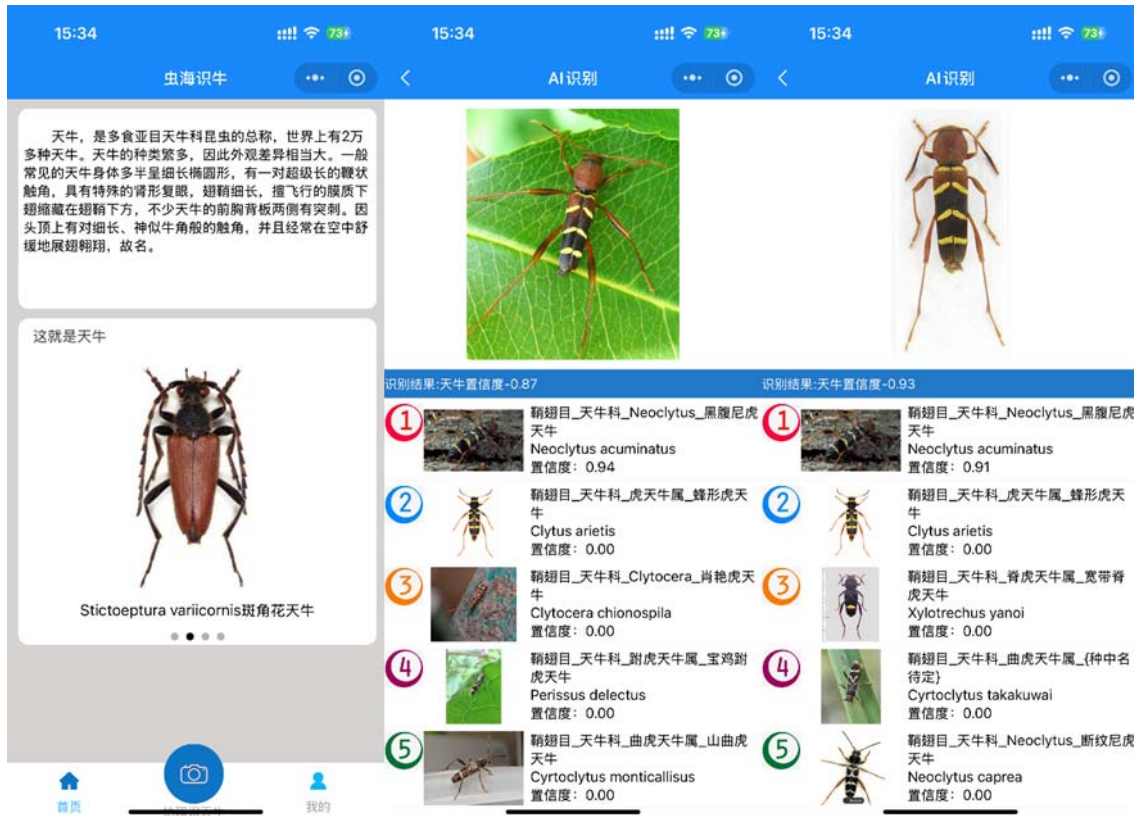 15:34
73
虫海识牛
天牛，是多食亚目天牛科昆虫的总称，世界上有2万
多种天牛。天牛的种类繁多，因此外观差异相当大。一般
常见的天牛身体多半呈细长椭圆形，有一对超级长的鞭状
触角，具有特殊的肾形复眼，翅鞘细长，擅飞行的膜质下
翅缩藏在翅鞘下方，不少天牛的前胸背板两侧有突刺。因
头顶上有对细长、神似牛角般的触角，并且经常在空中舒
缓地展翅翱翔，故名。
这就是天牛
Stictoeptura variicornis斑角花天牛
首页
我的
15:34
73
AI识别
识别结果:天牛置信度-0.87
1
鞘翅目_天牛科_Neoclytus_黑腹尼虎
天牛
Neoclytus acuminatus
置信度：0.94
2
鞘翅目_天牛科_虎天牛属_蜂形虎天
牛
Clytus arietis
置信度：0.00
3
鞘翅目_天牛科_Clytocera_肖艳虎天
牛
Clytocera chionospila
置信度：0.00
4
鞘翅目_天牛科_跗虎天牛属_宝鸡跗
虎天牛
Perissus delectus
置信度：0.00
5
鞘翅目_天牛科_曲虎天牛属_山曲虎
天牛
Cyrtoclytus monticallisus
置信度：0.00
15:34
73
AI识别
识别结果:天牛置信度-0.93
1
鞘翅目_天牛科_Neoclytus_黑腹尼虎
天牛
Neoclytus acuminatus
置信度：0.91
2
鞘翅目_天牛科_虎天牛属_蜂形虎天
牛
Clytus arietis
置信度：0.00
3
鞘翅目_天牛科_脊虎天牛属_宽带脊
虎天牛
Xylotrechus yanoi
置信度：0.00
4
鞘翅目_天牛科_曲虎天牛属_{种中名
待定}
Cyrtoclytus takakuwai
置信度：0.00
5
鞘翅目_天牛科_Neoclytus_断纹尼虎
天牛
Neoclytus caprea
置信度：0.00